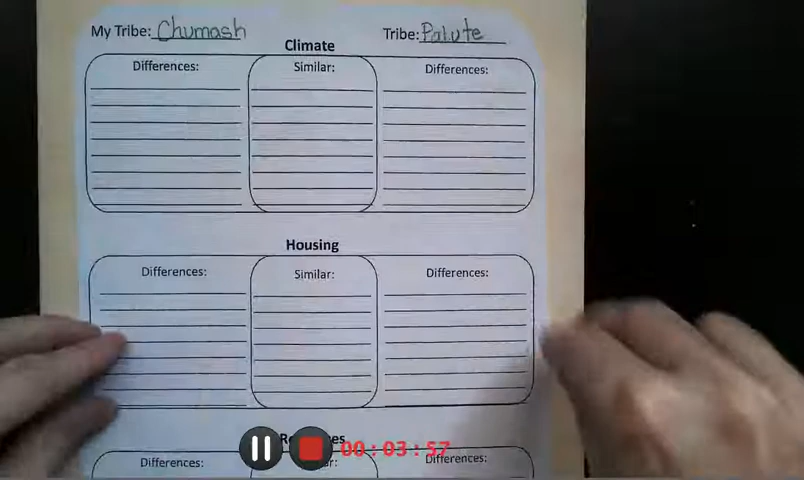 My Tribe: Chumash Tribe: Paiute
Climate
Differences: Similar: Differences:
Housing
Differences: Similar: Differences:
00:03:57
Differences: Differences: